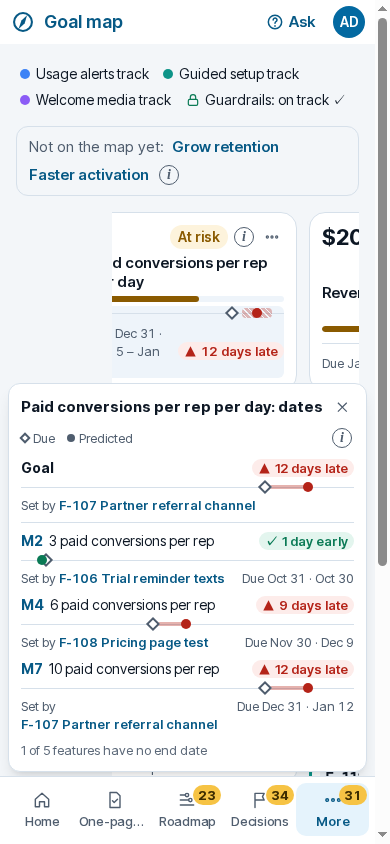 Goal map
Ask
AD
Usage alerts track
Guided setup track
Welcome media track
Guardrails: on track ✓
Not on the map yet: Grow retention
Faster activation
i
At risk
i
d conversions per rep
day
Dec 31 ·
5 – Jan
▲ 12 days late
$20
Rever
Due Ja
Paid conversions per rep per day: dates
Due
Predicted
i
Goal
▲ 12 days late
Set by F-107 Partner referral channel
M2 3 paid conversions per rep
✓ 1 day early
Set by F-106 Trial reminder texts
Due Oct 31 · Oct 30
M4 6 paid conversions per rep
▲ 9 days late
Set by F-108 Pricing page test
Due Nov 30 · Dec 9
M7 10 paid conversions per rep
▲ 12 days late
Set by
Due Dec 31 · Jan 12
F-107 Partner referral channel
1 of 5 features have no end date
Home
One-pag...
23
Roadmap
34
Decisions
31
More